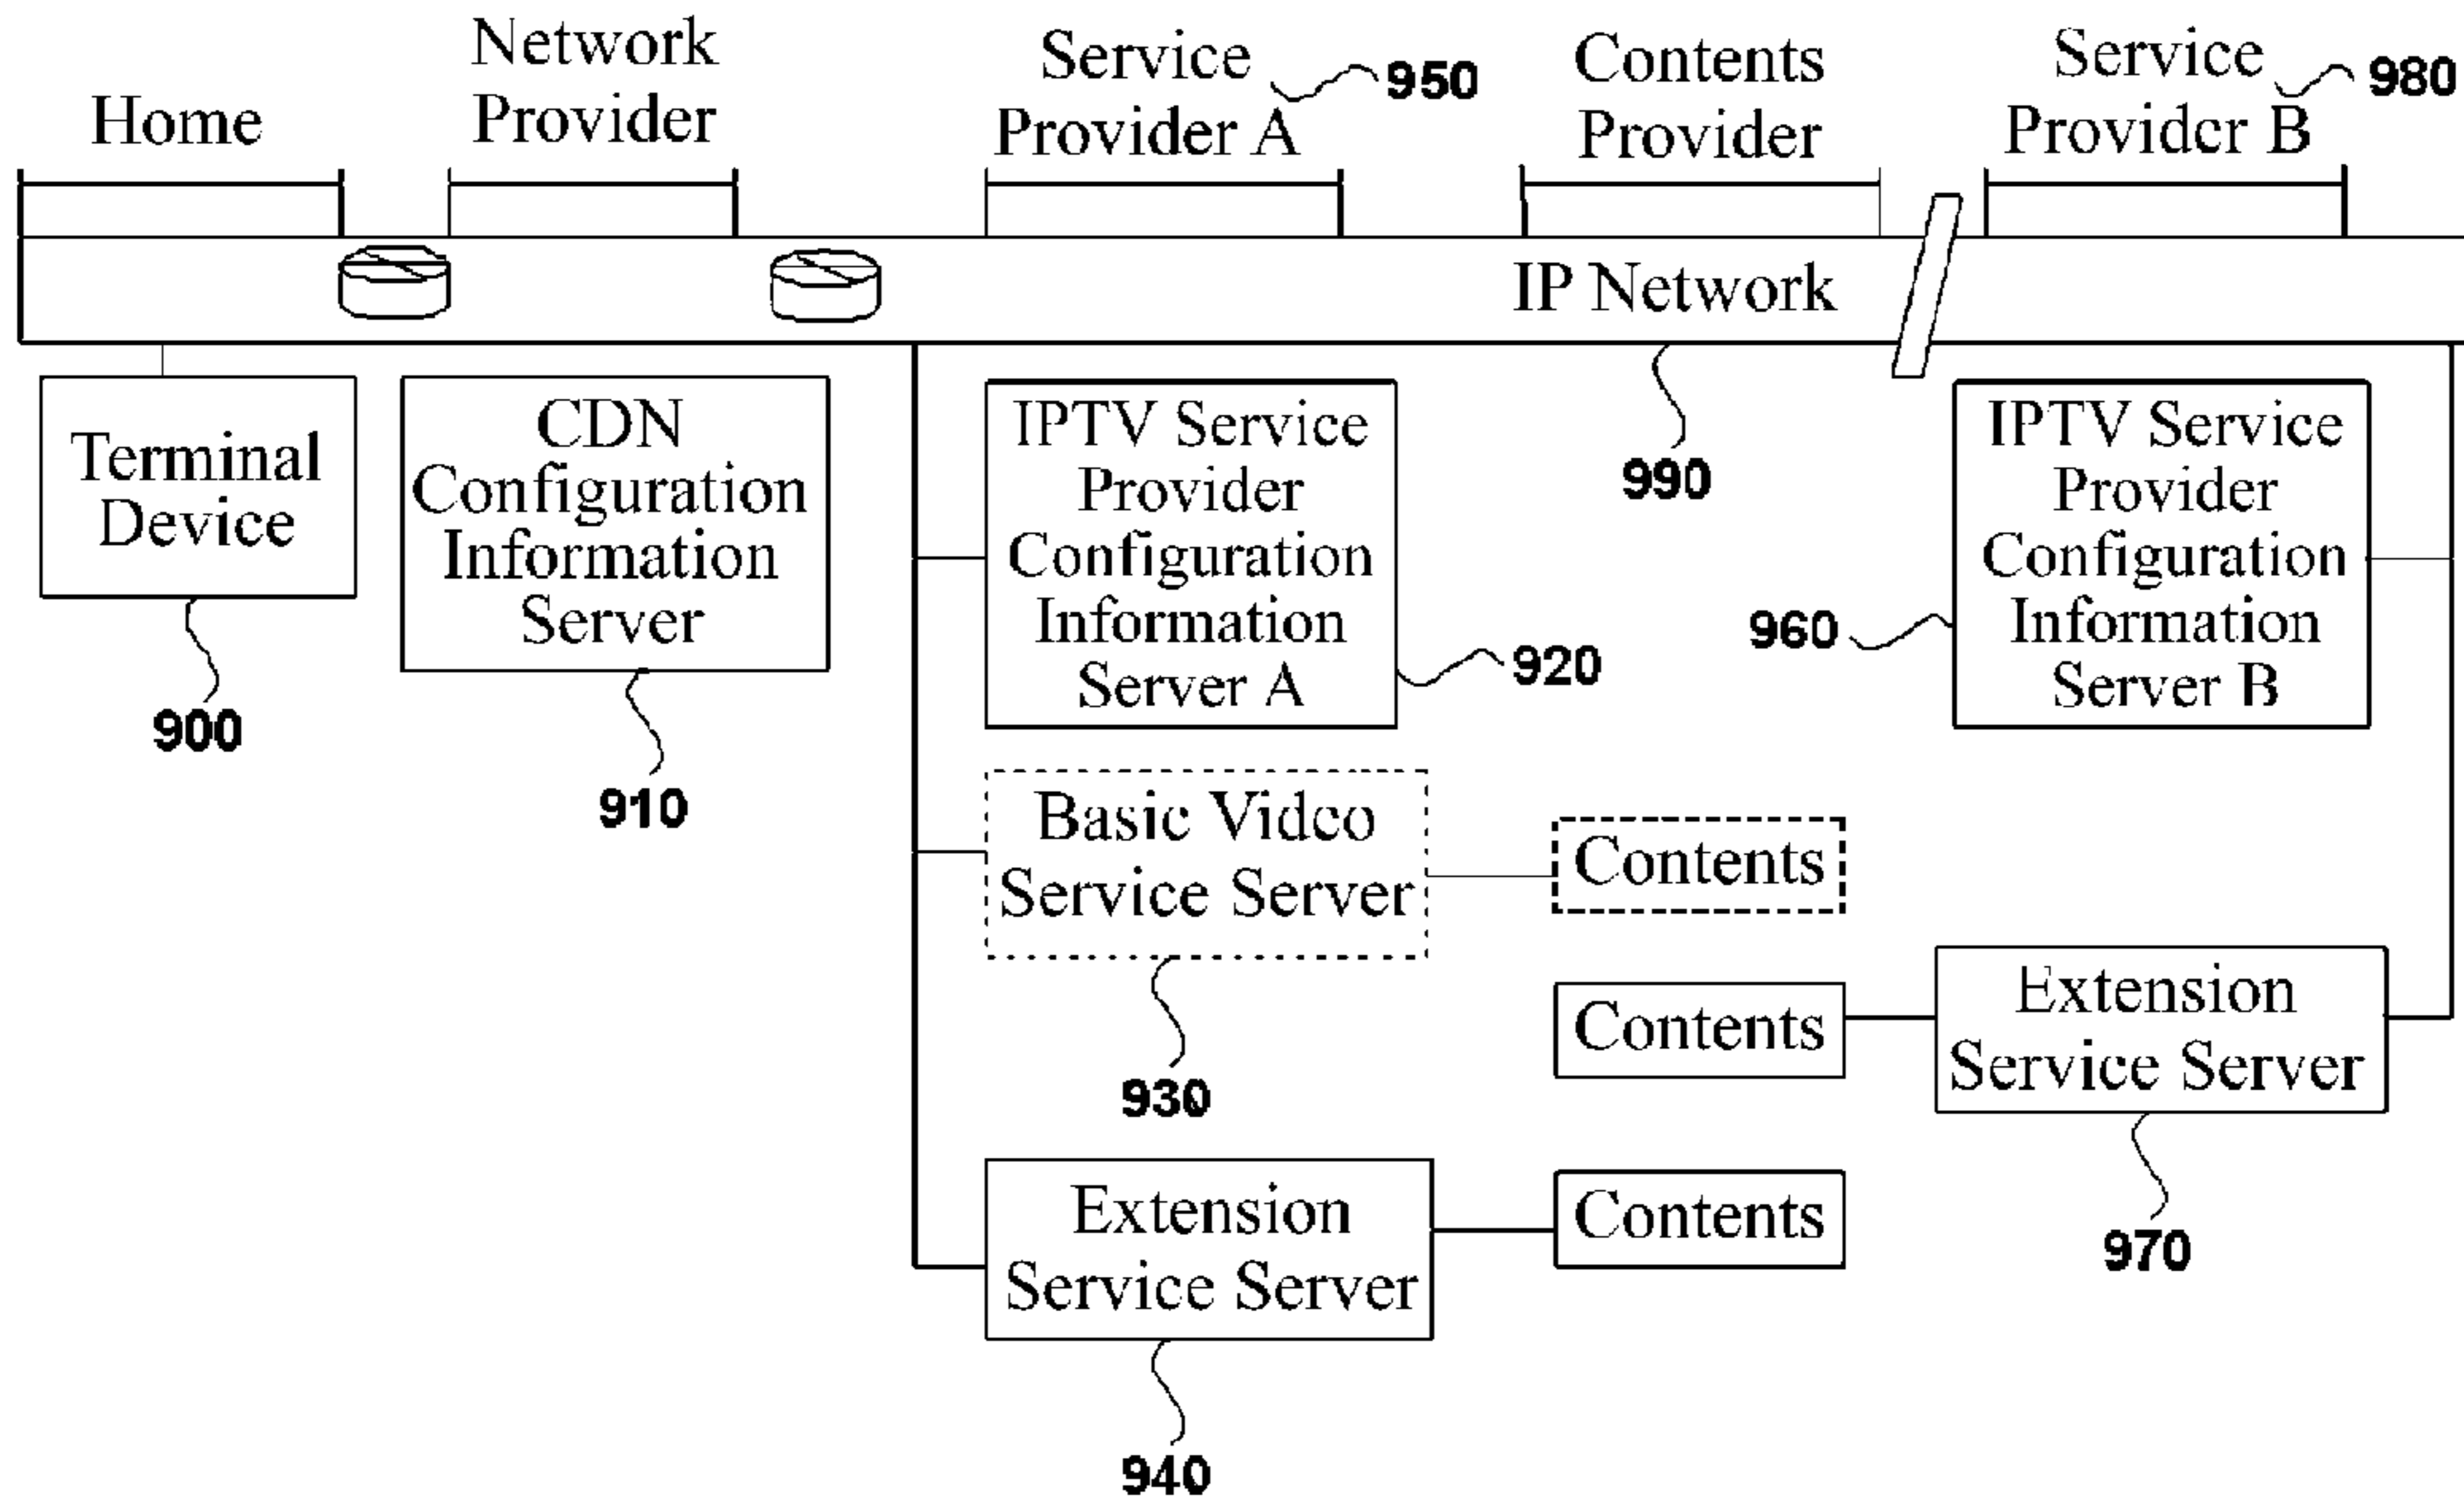 Home
Network
Provider
Service
Provider A
950
Contents
Provider
Service
Provider B
980
IP Network
Terminal
Device
900
CDN
Configuration
Information
Server
910
IPTV Service
Provider
Configuration
Information
Server A
920
990
IPTV Service
Provider
Configuration
Information
Server B
960
Basic Video
Service Server
930
Contents
Contents
Extension
Service Server
970
Extension
Service Server
940
Contents